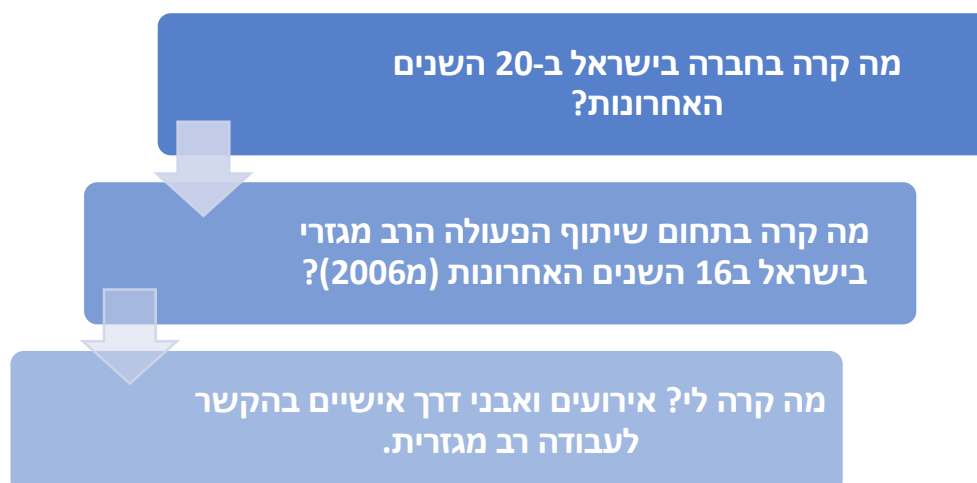 מה קרה בחברה בישראל ב-20 השנים
האחרונות?
מה קרה בתחום שיתוף הפעולה הרב מגזרי
בישראל ב16 השנים האחרונות (מ2006)?
מה קרה לי? אירועים ואבני דרך אישיים בהקשר
לעבודה רב מגזרית.